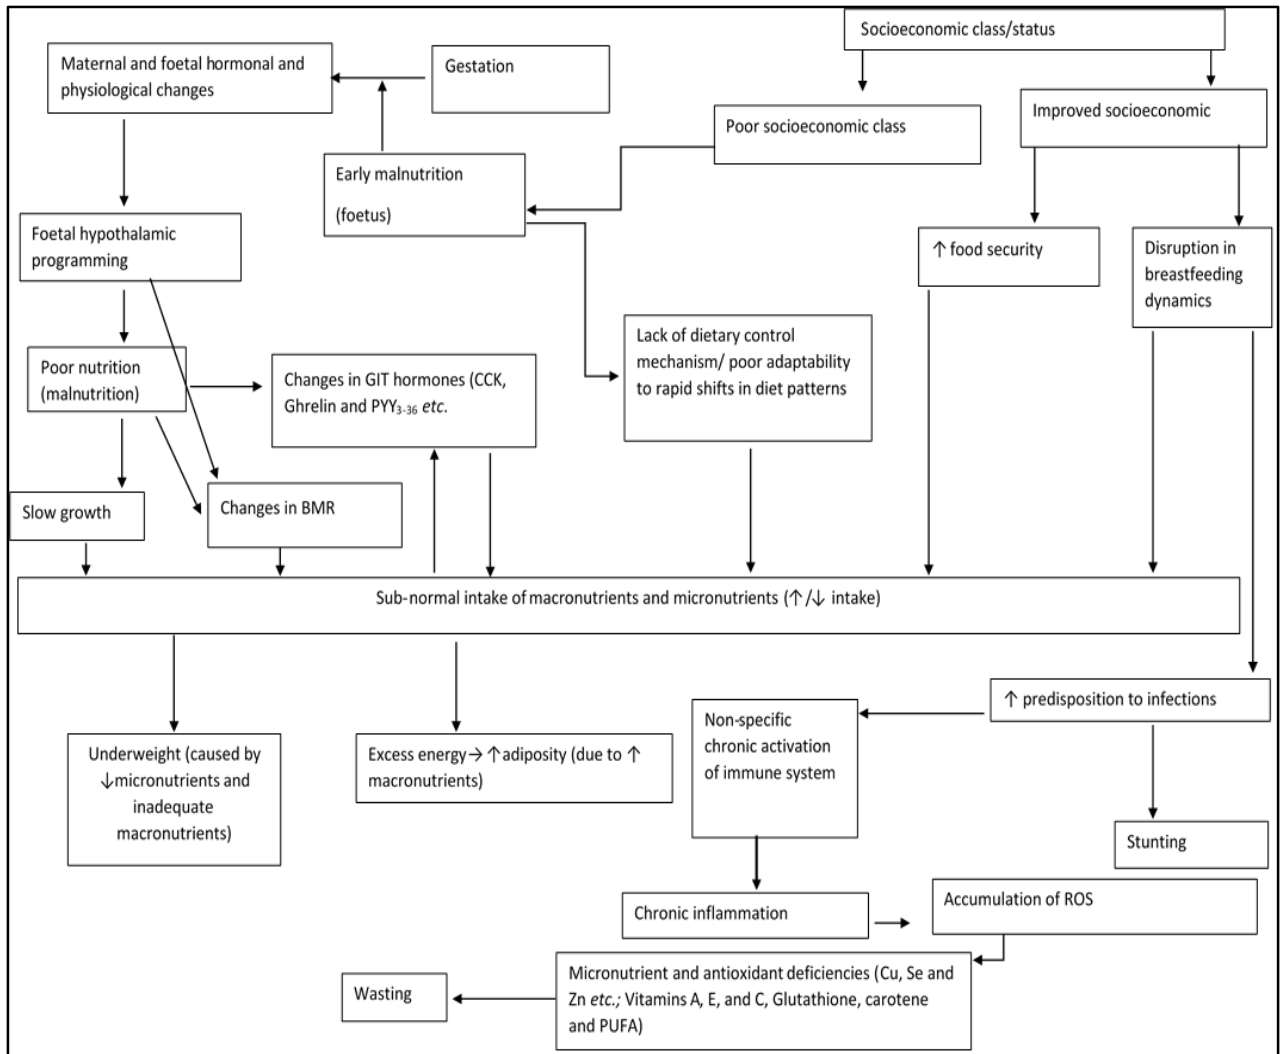 Socioeconomic class/status
Maternal and foetal hormonal and
physiological changes
Gestation
Poor socioeconomic class
Improved socioeconomic
Early malnutrition
(foetus)
Foetal hypothalamic
programming
↑ food security
Disruption in
breastfeeding
dynamics
Poor nutrition
(malnutrition)
Changes in GIT hormones (CCK,
Ghrelin and PYY₃₋₃₆ etc.
Lack of dietary control
mechanism/ poor adaptability
to rapid shifts in diet patterns
Slow growth
Changes in BMR
Sub-normal intake of macronutrients and micronutrients (↑/↓ intake)
↑ predisposition to infections
Non-specific
chronic activation
of immune system
Underweight (caused by
↓micronutrients and
inadequate
macronutrients)
Excess energy→ ↑adiposity (due to ↑
macronutrients)
Stunting
Chronic inflammation
Accumulation of ROS
Micronutrient and antioxidant deficiencies (Cu, Se and
Zn etc.; Vitamins A, E, and C, Glutathione, carotene
and PUFA)
Wasting